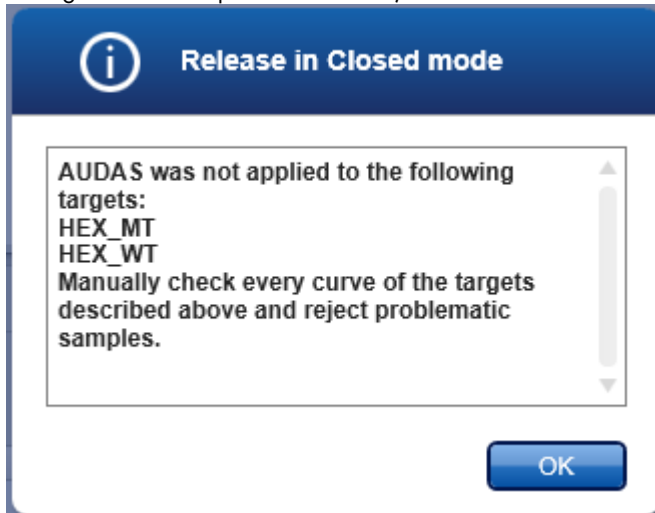 Release in Closed mode
AUDAS was not applied to the following
targets:
HEX_MT
HEX_WT
Manually check every curve of the targets
described above and reject problematic
samples.
OK